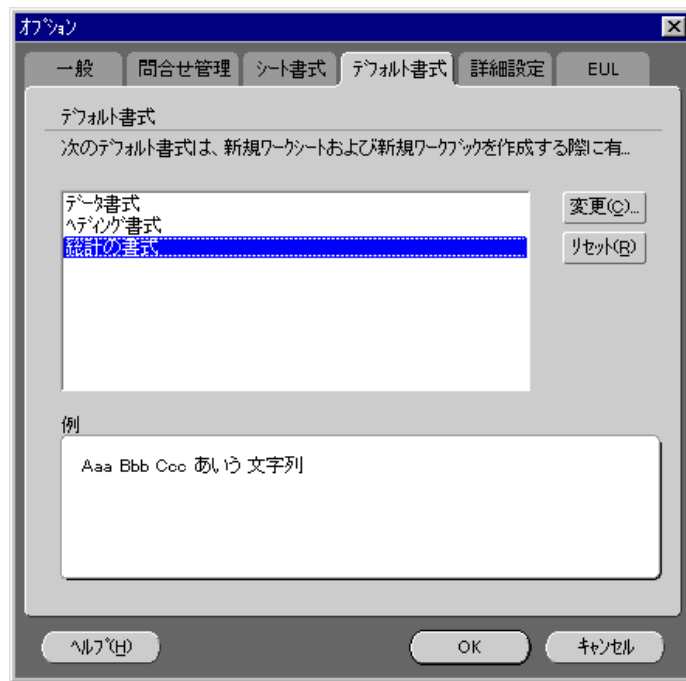 オプション
一般 問合せ管理 シート書式 デフォルト書式 詳細設定 EUL
デフォルト書式
次のデフォルト書式は、新規ワークシートおよび新規ワークブックを作成する際に有...
データ書式
ヘディング書式
総計の書式
変更(C)...
リセット(R)
例
Aaa Bbb Ccc あいう 文字列
ヘルプ(H) OK キャンセル